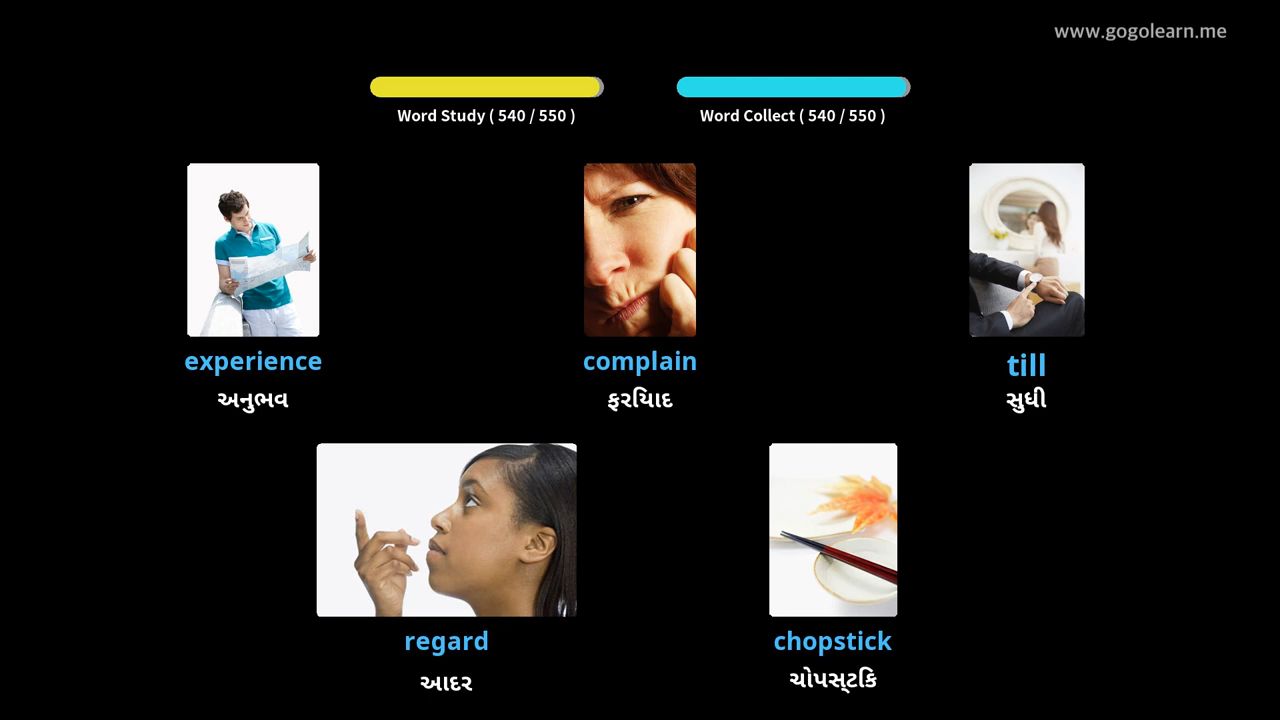 www.gogolearn.me
Word Study ( 540 / 550 )
Word Collect ( 540 / 550 )
experience
અનુભવ
complain
ફરિયાદ
till
સુધી
regard
આદર
chopstick
ચોપસ્ટિક